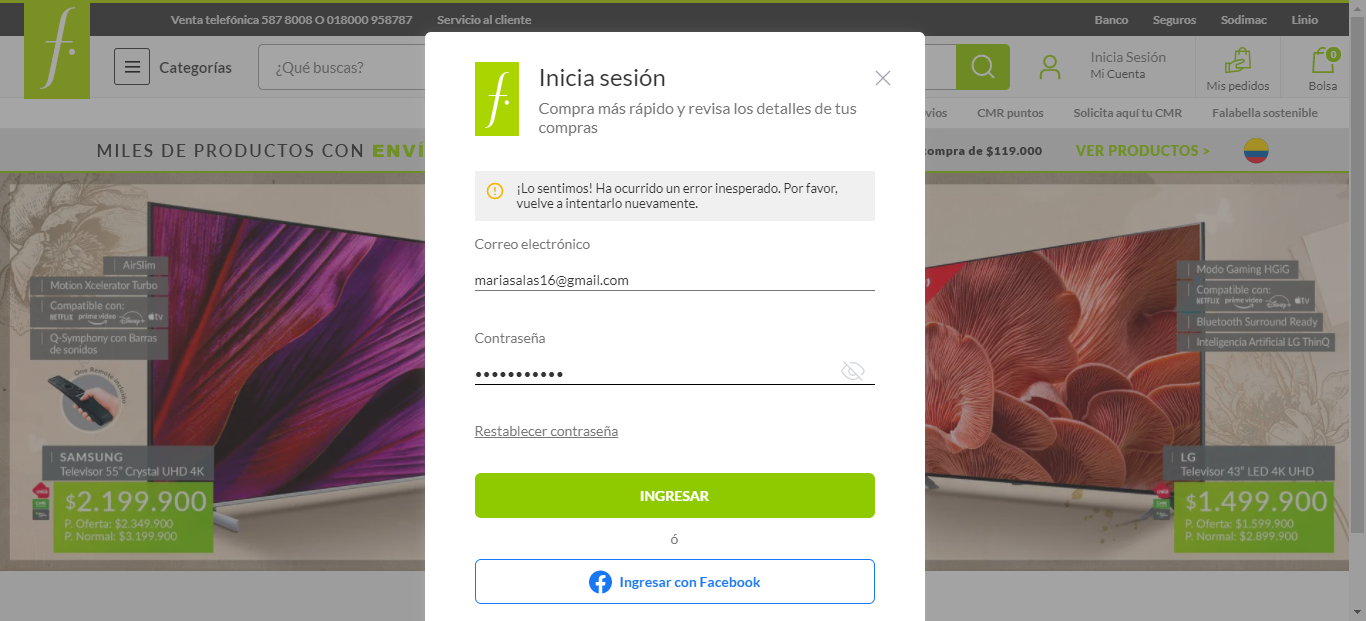 Venta telefónica 587 8008 O 018000 958787
Servicio al cliente
Banco
Seguros
Sodimac
Linio
f.
Categorías
¿Qué buscas?
Inicia Sesión
Mi Cuenta
Mis pedidos
0
Bolsa
CMR puntos
Solicita aquí tu CMR
Falabella sostenible
MILES DE PRODUCTOS CON ENVÍ
compra de $119.000
VER PRODUCTOS >
f.
Inicia sesión
Compra más rápido y revisa los detalles de tus
compras
¡Lo sentimos! Ha ocurrido un error inesperado. Por favor,
vuelve a intentarlo nuevamente.
Correo electrónico
mariasalas16@gmail.com
Contraseña
•••••••••••
Restablecer contraseña
INGRESAR
ó
Ingresar con Facebook
AirSlim
Motion Xcelerator Turbo
Compatible con:
NETFLIX prime video Disney+ tv
Q-Symphony con Barras
de sonidos
One Remote incluido
SAMSUNG
Televisor 55" Crystal UHD 4K
$2.199.900
P. Oferta: $2.349.900
P. Normal: $3.199.900
Modo Gaming HGiG
Compatible con:
NETFLIX prime video Disney+ tv
Bluetooth Surround Ready
Inteligencia Artificial LG ThinQ
LG
Televisor 43" LED 4K UHD
$1.499.900
P. Oferta: $1.599.900
P. Normal: $2.899.900